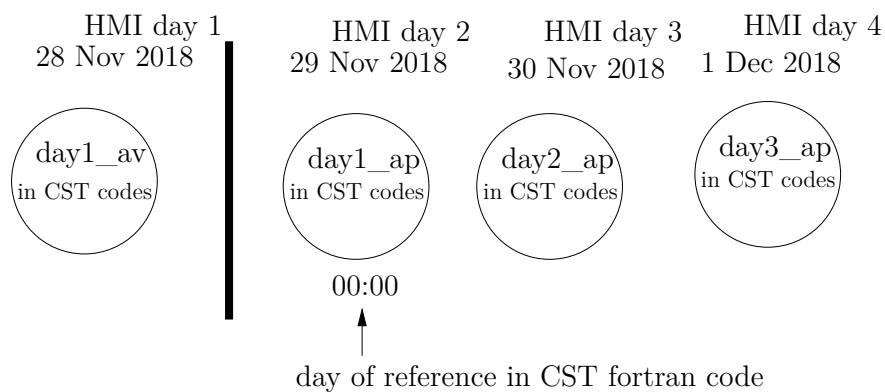 HMI day 1
28 Nov 2018
HMI day 2
29 Nov 2018
HMI day 3
30 Nov 2018
HMI day 4
1 Dec 2018
day1_av
in CST codes
day1_ap
in CST codes
day2_ap
in CST codes
day3_ap
in CST codes
00:00
day of reference in CST fortran code